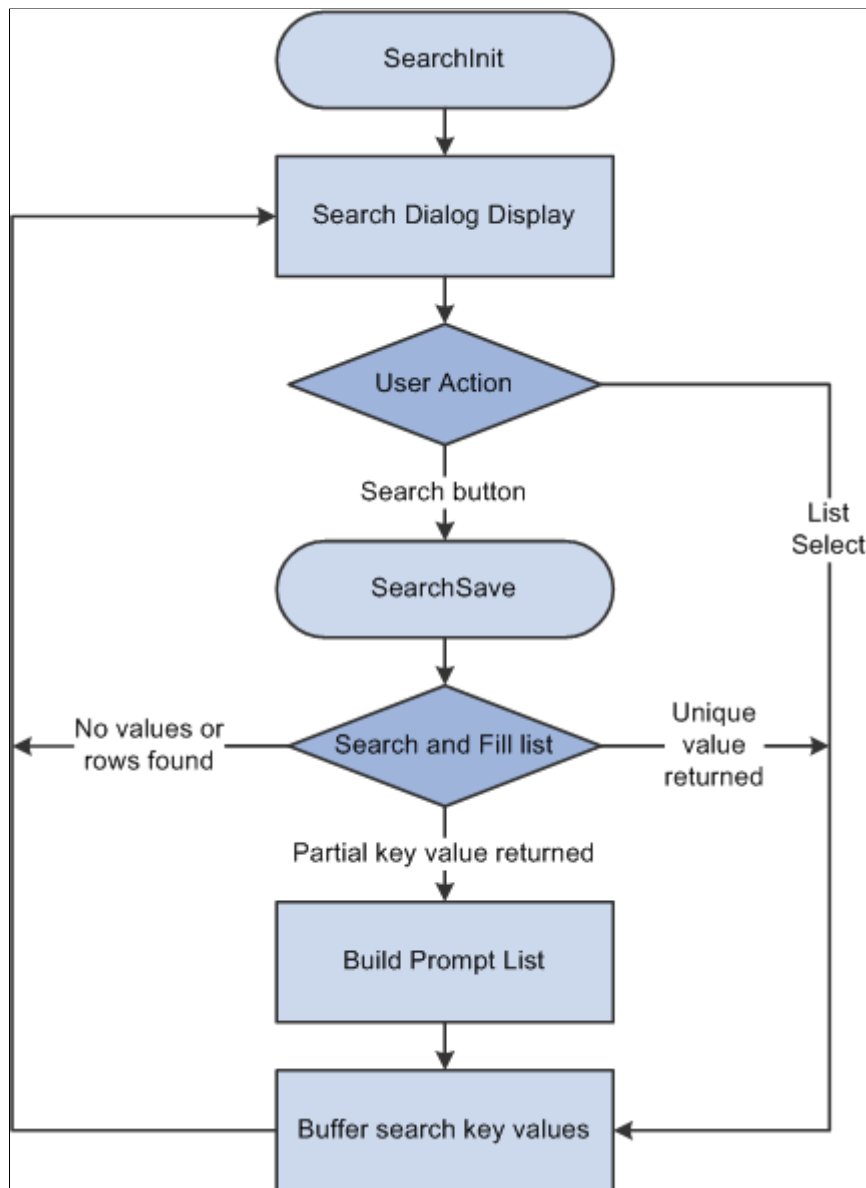 SearchInit
Search Dialog Display
User Action
Search button
List
Select
SearchSave
No values or
rows found
Search and Fill list
Unique
value
returned
Partial key value returned
Build Prompt List
Buffer search key values